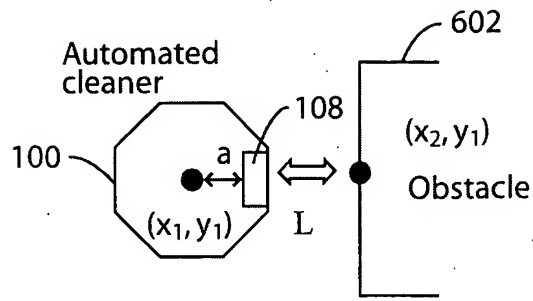 602
Automated
cleaner
108
100
a
(x₂, y₁)
Obstacle
(x₁, y₁)
L